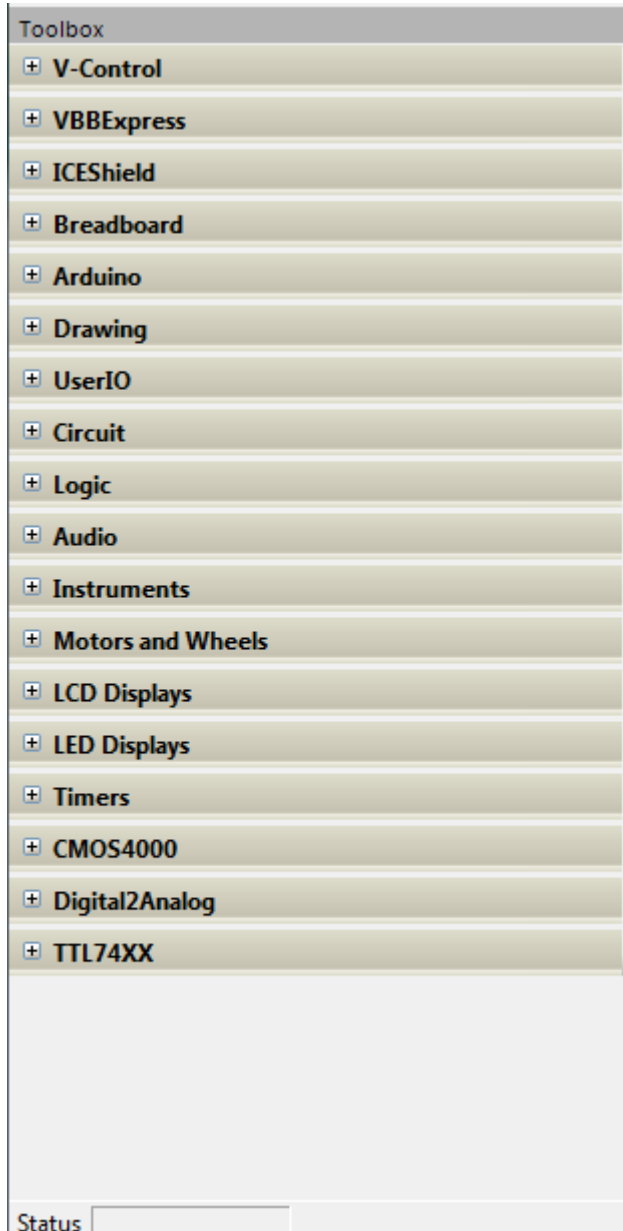 Toolbox
V-Control
VBBExpress
ICEShield
Breadboard
Arduino
Drawing
UserIO
Circuit
Logic
Audio
Instruments
Motors and Wheels
LCD Displays
LED Displays
Timers
CMOS4000
Digital2Analog
TTL74XX
Status